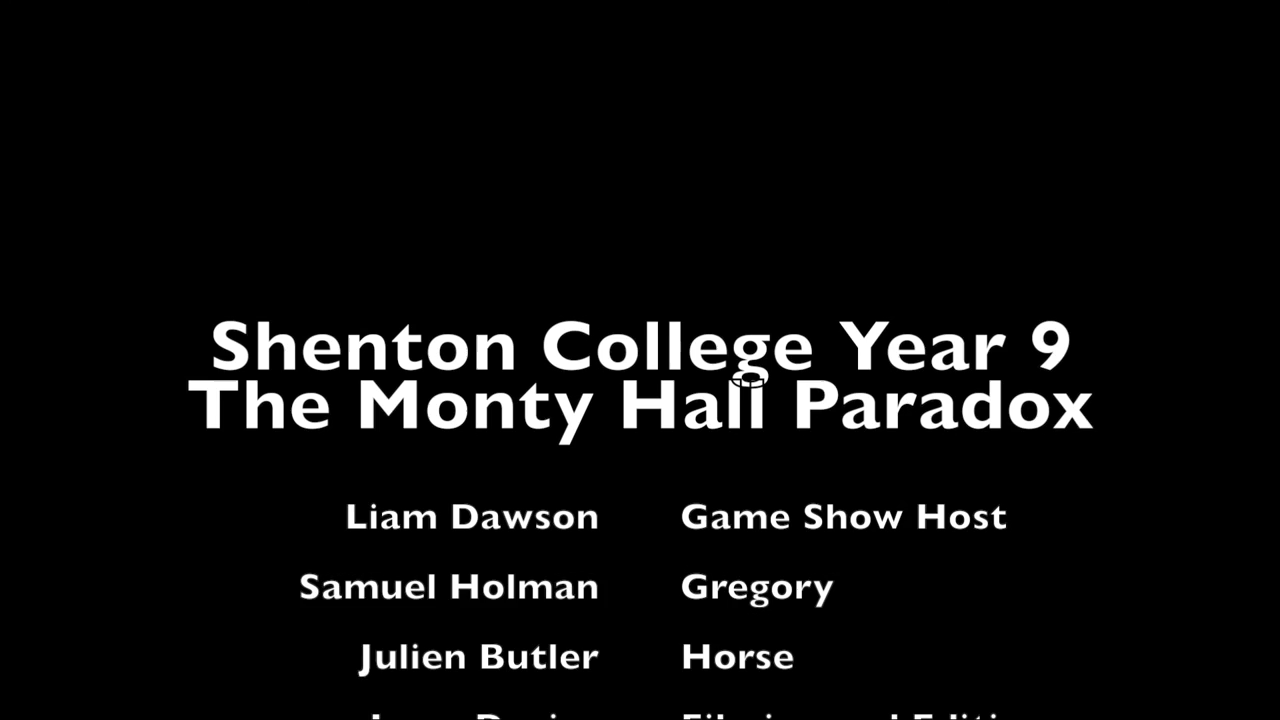 Shenton College Year 9
The Monty Hall Paradox
Liam Dawson Game Show Host
Samuel Holman Gregory
Julien Butler Horse